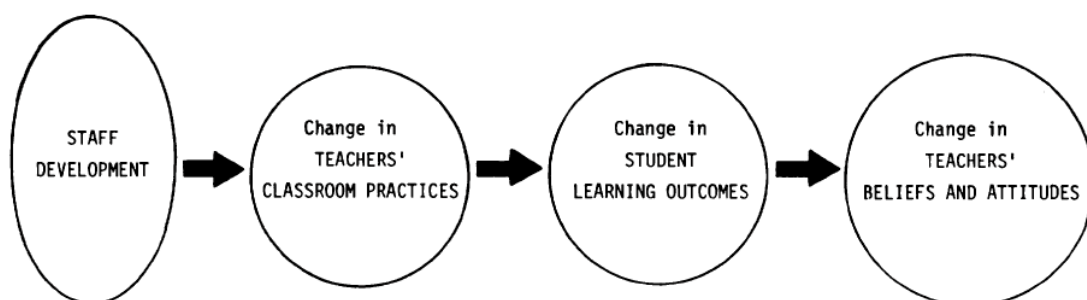 STAFF
DEVELOPMENT
Change in
TEACHERS'
CLASSROOM PRACTICES
Change in
STUDENT
LEARNING OUTCOMES
Change in
TEACHERS'
BELIEFS AND ATTITUDES